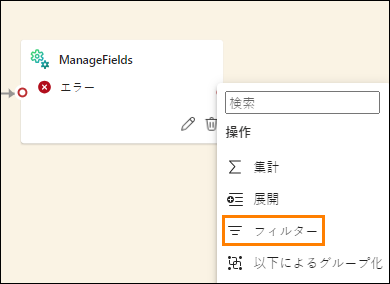 ManageFields
エラー
検索
操作
集計
展開
フィルター
以下によるグループ化